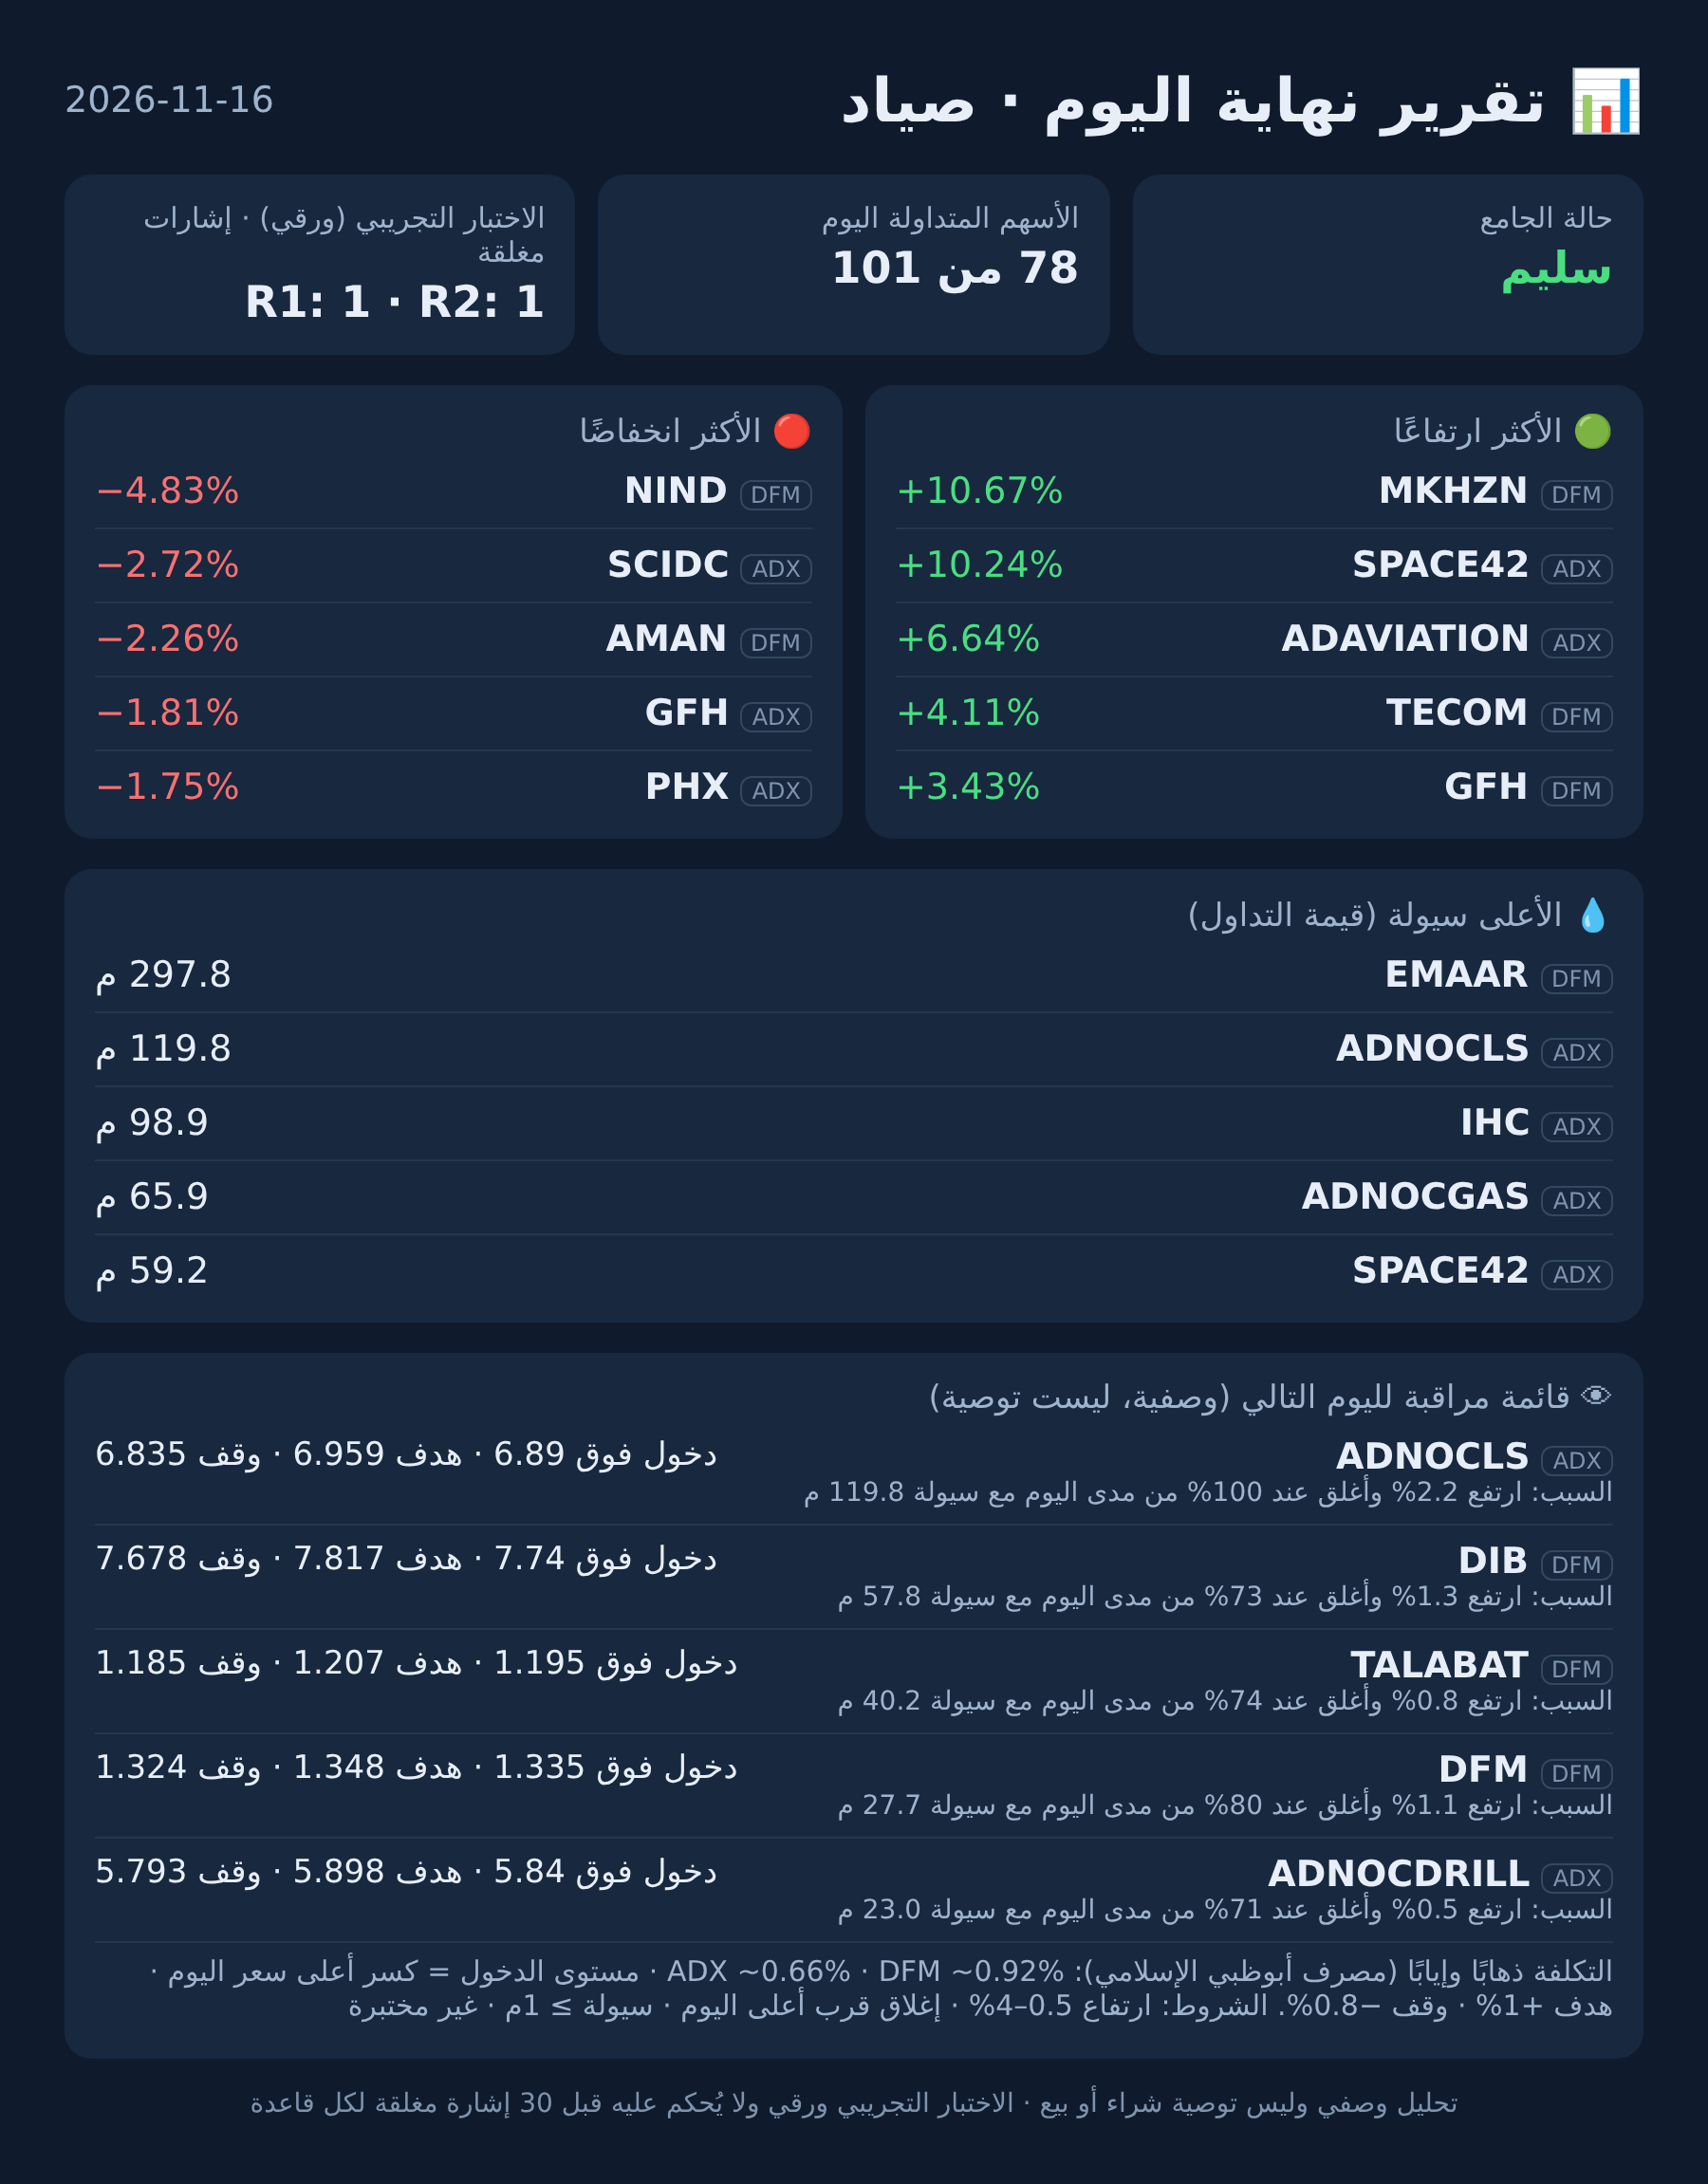 📊 تقرير نهاية اليوم · صياد
2026-11-16
حالة الجامع
سليم
الأسهم المتداولة اليوم
78 من 101
الاختبار التجريبي (ورقي) · إشارات
مغلقة
R1: 1 · R2: 1
🟢 الأكثر ارتفاعًا
DFM MKHZN +10.67%
ADX SPACE42 +10.24%
ADX ADAVIATION +6.64%
DFM TECOM +4.11%
DFM GFH +3.43%
🔴 الأكثر انخفاضًا
DFM NIND −4.83%
ADX SCIDC −2.72%
DFM AMAN −2.26%
ADX GFH −1.81%
ADX PHX −1.75%
💧 الأعلى سيولة (قيمة التداول)
DFM EMAAR 297.8 م
ADX ADNOCLS 119.8 م
ADX IHC 98.9 م
ADX ADNOCGAS 65.9 م
ADX SPACE42 59.2 م
👁 قائمة مراقبة لليوم التالي (وصفية، ليست توصية)
ADX ADNOCLS دخول فوق 6.89 · هدف 6.959 · وقف 6.835
السبب: ارتفع 2.2% وأغلق عند 100% من مدى اليوم مع سيولة 119.8 م
DFM DIB دخول فوق 7.74 · هدف 7.817 · وقف 7.678
السبب: ارتفع 1.3% وأغلق عند 73% من مدى اليوم مع سيولة 57.8 م
DFM TALABAT دخول فوق 1.195 · هدف 1.207 · وقف 1.185
السبب: ارتفع 0.8% وأغلق عند 74% من مدى اليوم مع سيولة 40.2 م
DFM DFM دخول فوق 1.335 · هدف 1.348 · وقف 1.324
السبب: ارتفع 1.1% وأغلق عند 80% من مدى اليوم مع سيولة 27.7 م
ADX ADNOCDRILL دخول فوق 5.84 · هدف 5.898 · وقف 5.793
السبب: ارتفع 0.5% وأغلق عند 71% من مدى اليوم مع سيولة 23.0 م
التكلفة ذهابًا وإيابًا (مصرف أبوظبي الإسلامي): ADX ~0.66% · DFM ~0.92% · مستوى الدخول = كسر أعلى سعر اليوم ·
هدف +1% · وقف −0.8%. الشروط: ارتفاع 0.5–4% · إغلاق قرب أعلى اليوم · سيولة ≥ 1م · غير مختبرة
تحليل وصفي وليس توصية شراء أو بيع · الاختبار التجريبي ورقي ولا يُحكم عليه قبل 30 إشارة مغلقة لكل قاعدة